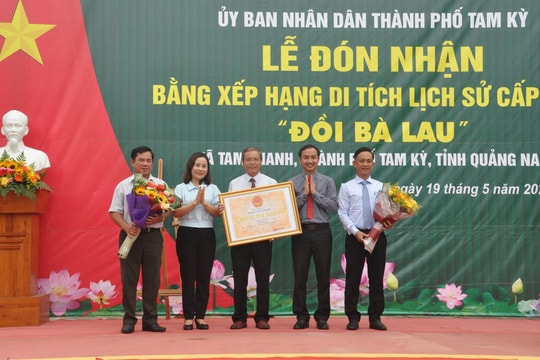 ỦY BAN NHÂN DÂN THÀNH PHỐ TAM KỲ
LỄ ĐÓN NHẬN
BẰNG XẾP HẠNG DI TÍCH LỊCH SỬ CẤP
"ĐỒI BÀ LAU"
TAM THANH, THÀNH PHỐ TAM KỲ, TỈNH QUẢNG NA
ngày 19 tháng 5 năm 202